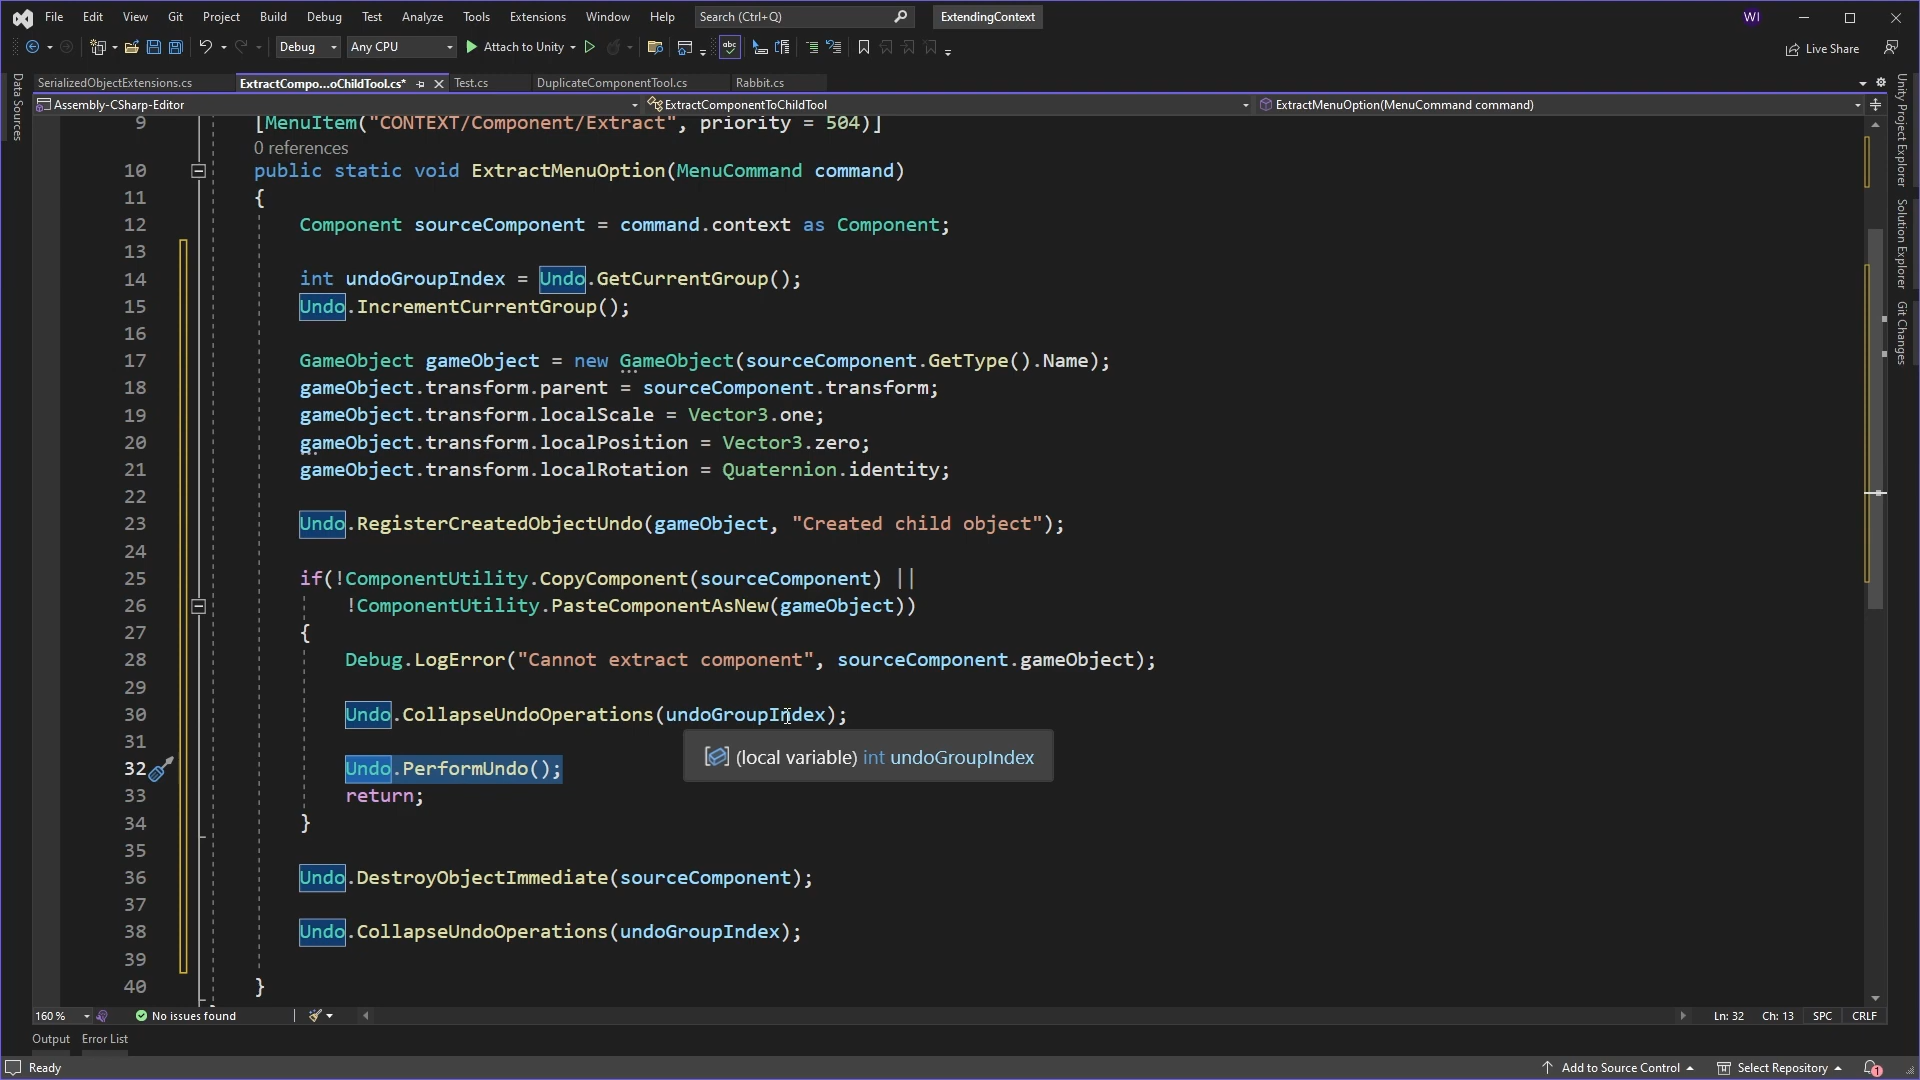 File Edit View Git Project Build Debug Test Analyze Tools Extensions Window Help Search (Ctrl+Q) ExtendingContext WI
Debug Any CPU Attach to Unity Live Share
SerializedObjectExtensions.cs ExtractCompo...oChildTool.cs* Test.cs DuplicateComponentTool.cs Rabbit.cs
Assembly-CSharp-Editor ExtractComponentToChildTool ExtractMenuOption(MenuCommand command)
Data Sources
Unity Project Explorer
Solution Explorer
Git Changes
9 [MenuItem("CONTEXT/Component/Extract", priority = 504)]
0 references
10 public static void ExtractMenuOption(MenuCommand command)
11 {
12 Component sourceComponent = command.context as Component;
13
14 int undoGroupIndex = Undo.GetCurrentGroup();
15 Undo.IncrementCurrentGroup();
16
17 GameObject gameObject = new GameObject(sourceComponent.GetType().Name);
18 gameObject.transform.parent = sourceComponent.transform;
19 gameObject.transform.localScale = Vector3.one;
20 gameObject.transform.localPosition = Vector3.zero;
21 gameObject.transform.localRotation = Quaternion.identity;
22
23 Undo.RegisterCreatedObjectUndo(gameObject, "Created child object");
24
25 if(!ComponentUtility.CopyComponent(sourceComponent) ||
26 !ComponentUtility.PasteComponentAsNew(gameObject))
27 {
28 Debug.LogError("Cannot extract component", sourceComponent.gameObject);
29
30 Undo.CollapseUndoOperations(undoGroupIndex);
31
(local variable) int undoGroupIndex
32 Undo.PerformUndo();
33 return;
34 }
35
36 Undo.DestroyObjectImmediate(sourceComponent);
37
38 Undo.CollapseUndoOperations(undoGroupIndex);
39
40 }
160 % No issues found Ln: 32 Ch: 13 SPC CRLF
Output Error List
Ready Add to Source Control Select Repository 1